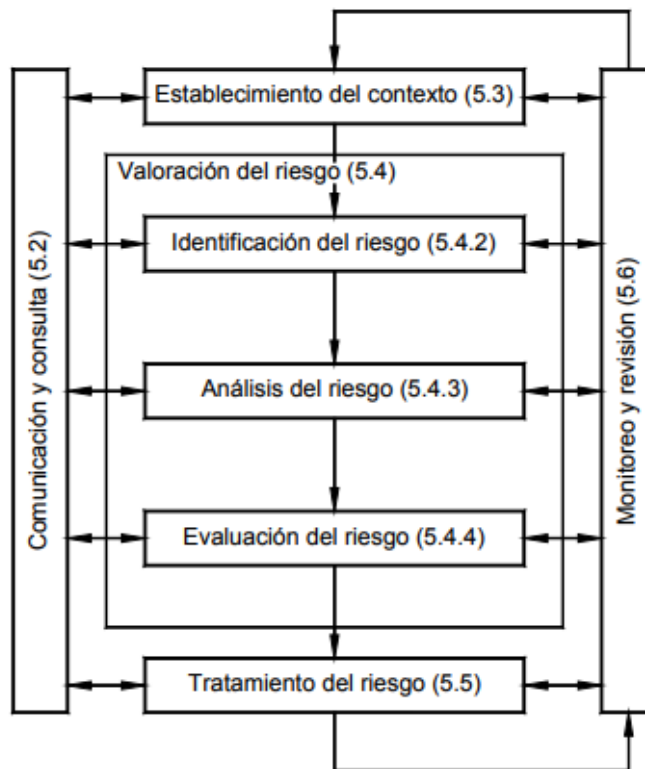 Establecimiento del contexto (5.3)
Valoración del riesgo (5.4)
Identificación del riesgo (5.4.2)
Análisis del riesgo (5.4.3)
Evaluación del riesgo (5.4.4)
Tratamiento del riesgo (5.5)
Comunicación y consulta (5.2)
Monitoreo y revisión (5.6)